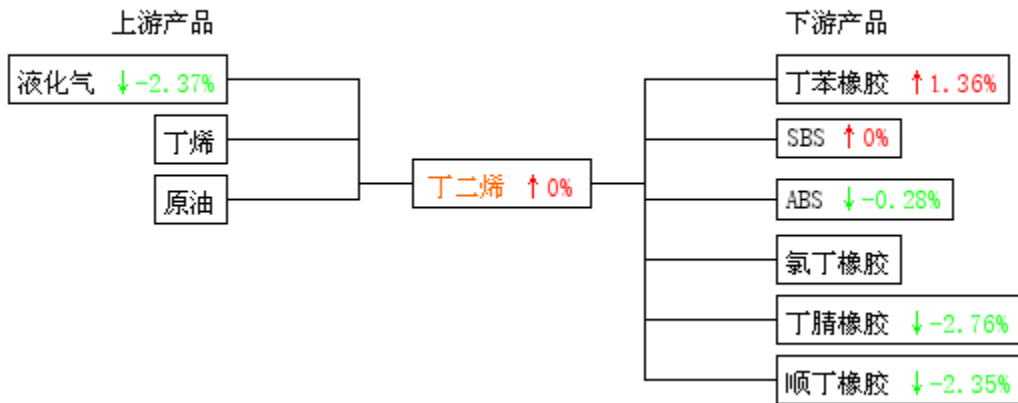 上游产品
下游产品
液化气 ↓-2.37%
丁烯
原油
丁二烯 ↑0%
丁苯橡胶 ↑1.36%
SBS ↑0%
ABS ↓-0.28%
氯丁橡胶
丁腈橡胶 ↓-2.76%
顺丁橡胶 ↓-2.35%